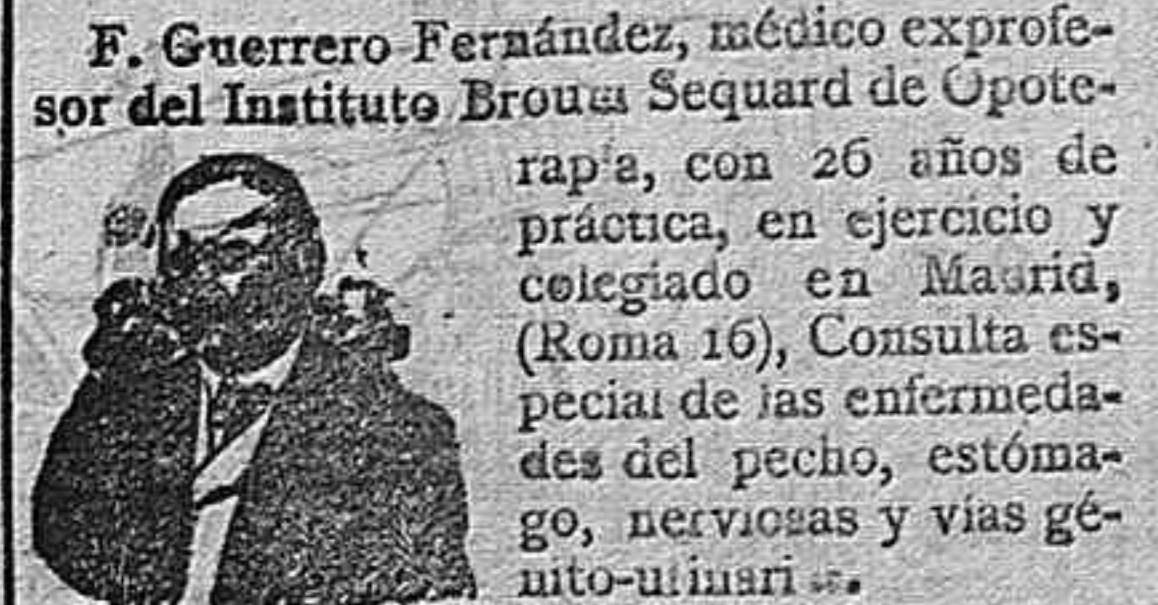 F. Guerrero Fernández, médico exprofe-
sor del Instituto Broun Sequard de Opote-
rapia, con 26 años de
práctica, en ejercicio y
colegiado en Madrid,
(Roma 16), Consulta es-
pecial de las enfermeda-
des del pecho, estóma-
go, nerviosas y vías gé-
nito-urinarias.